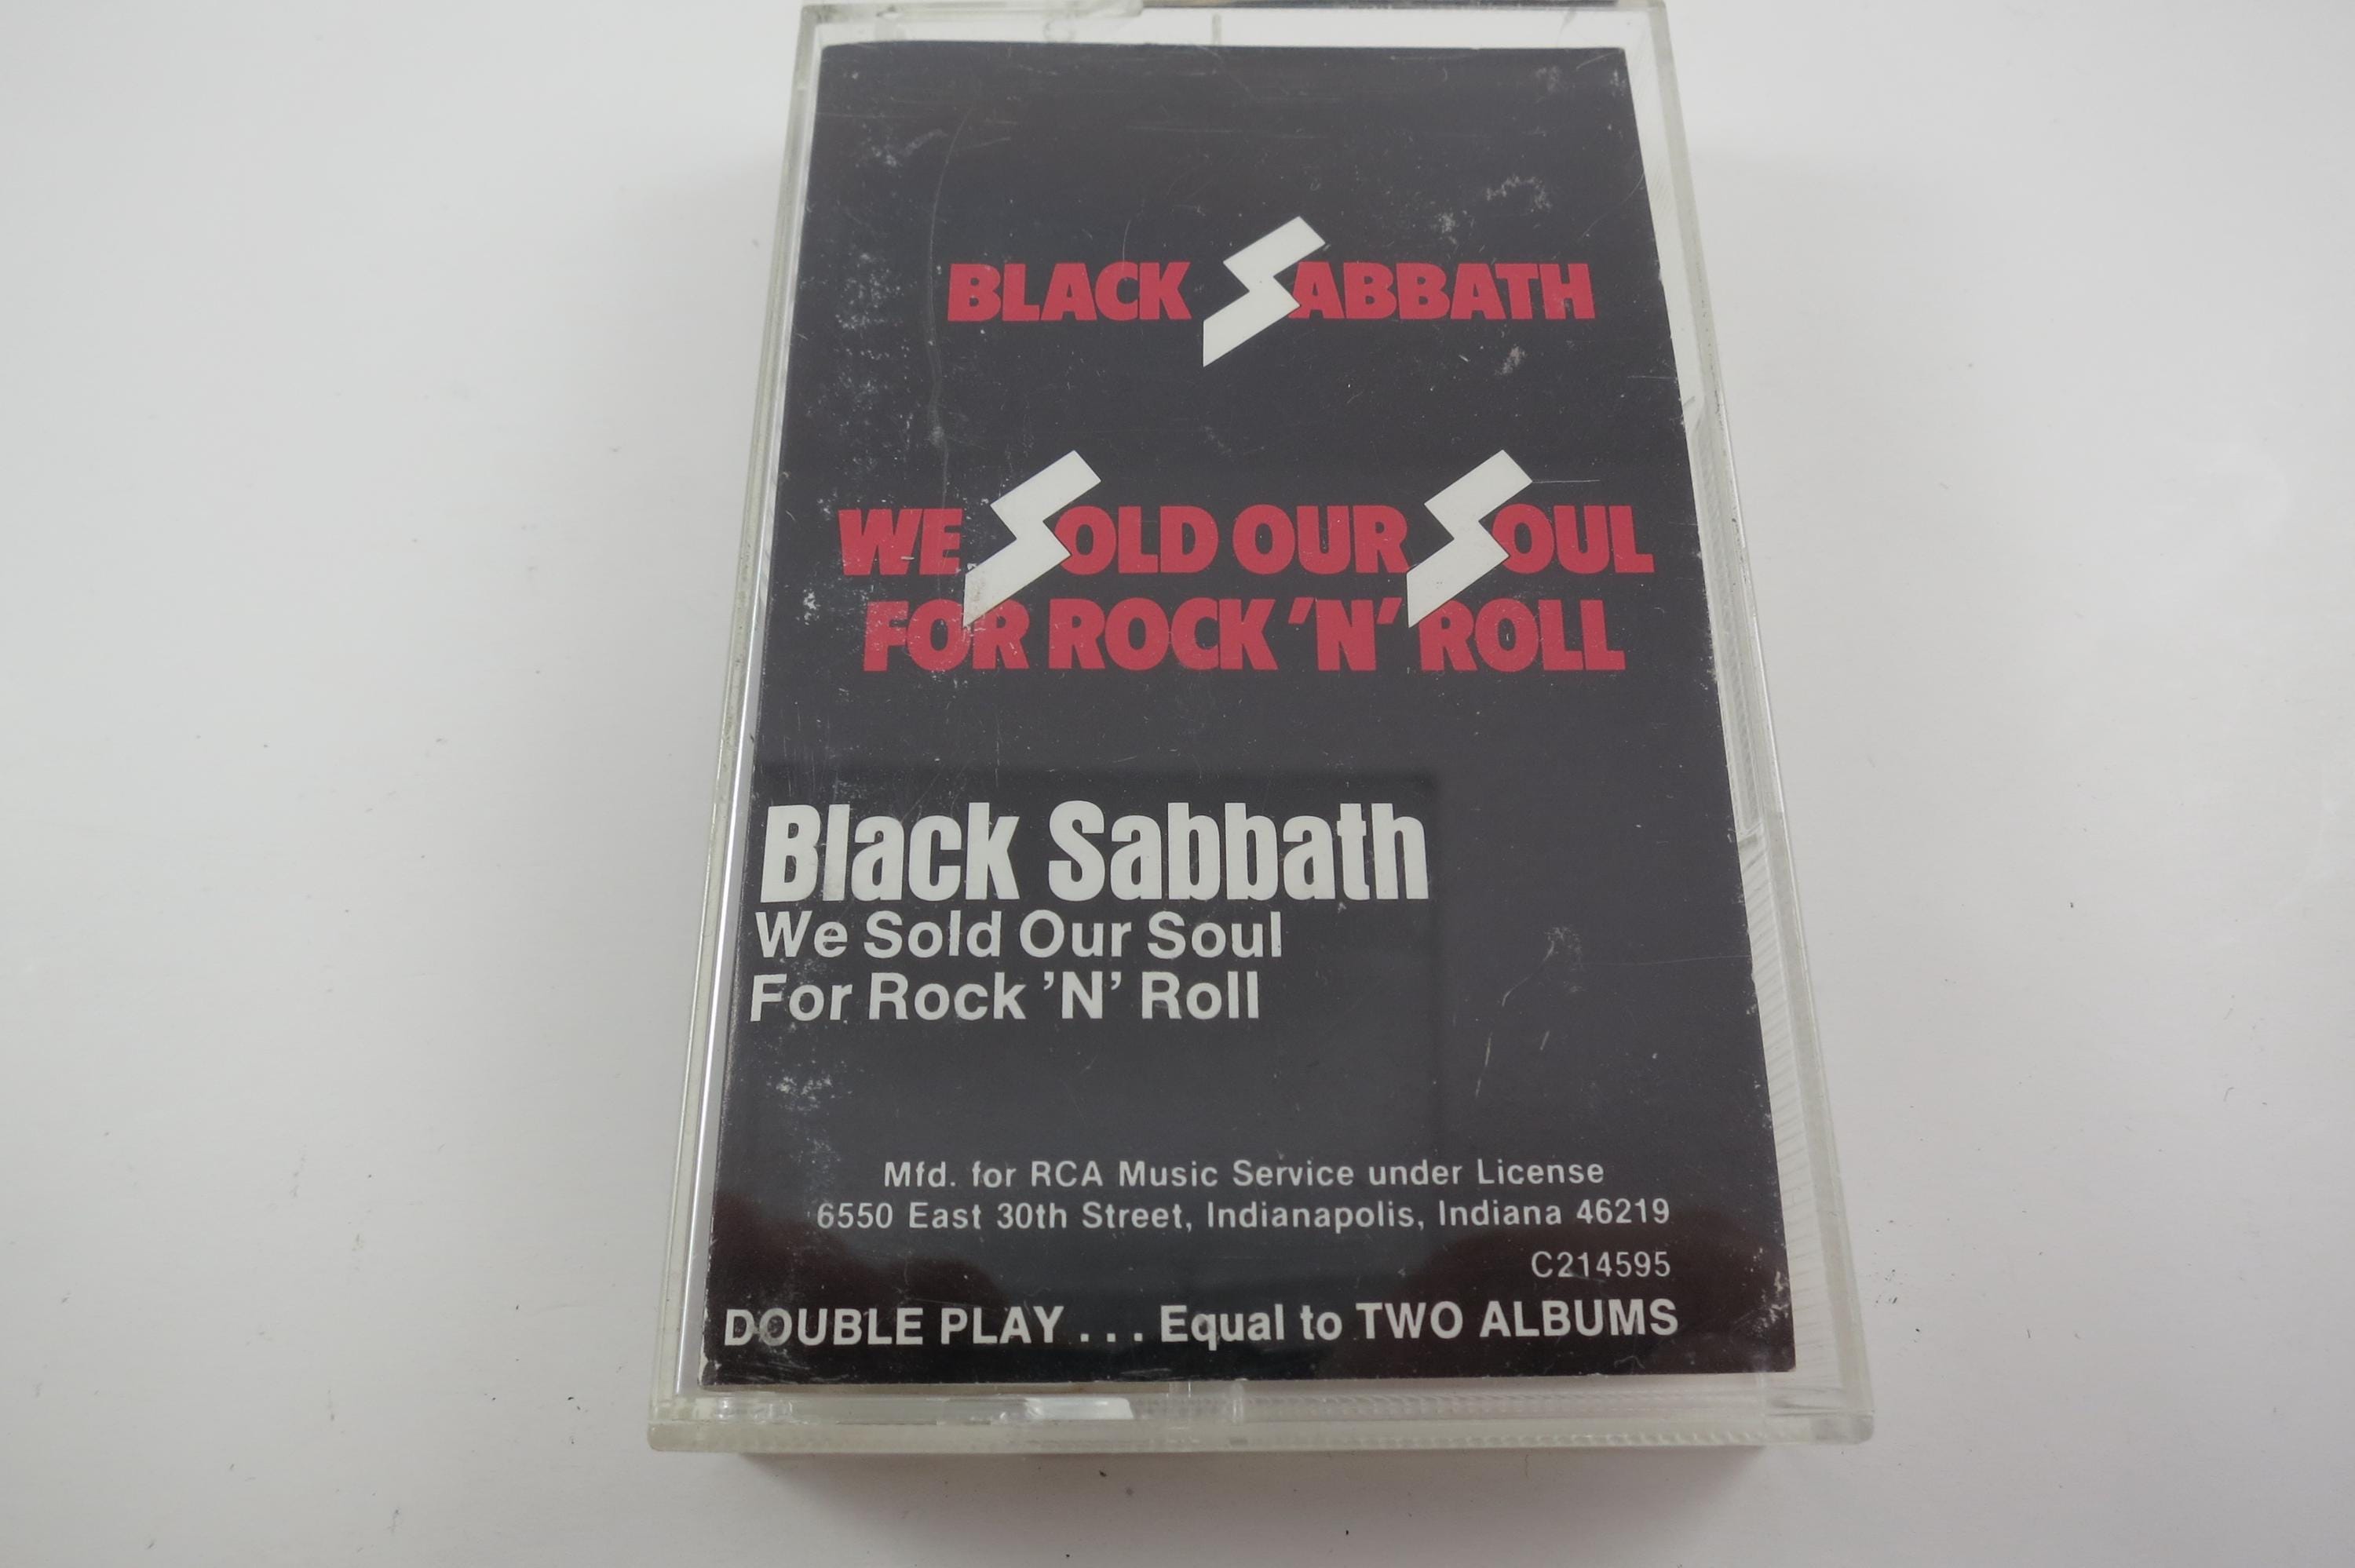 BLACK SABBATH
WE SOLD OUR SOUL
FOR ROCK 'N' ROLL
Black Sabbath
We Sold Our Soul
For Rock 'N' Roll
Mfd. for RCA Music Service under License
6550 East 30th Street, Indianapolis, Indiana 46219
C214595
DOUBLE PLAY . . . Equal to TWO ALBUMS